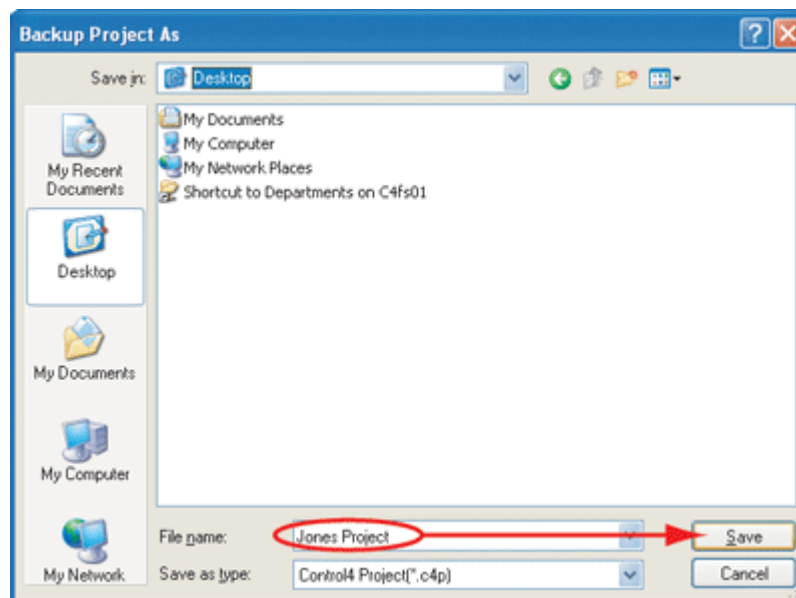 Backup Project As
Save in:
Desktop
My Documents
My Computer
My Network Places
Shortcut to Departments on C4fs01
My Recent
Documents
Desktop
My Documents
My Computer
My Network
File name:
Jones Project
Save
Save as type:
Control4 Project(*.c4p)
Cancel